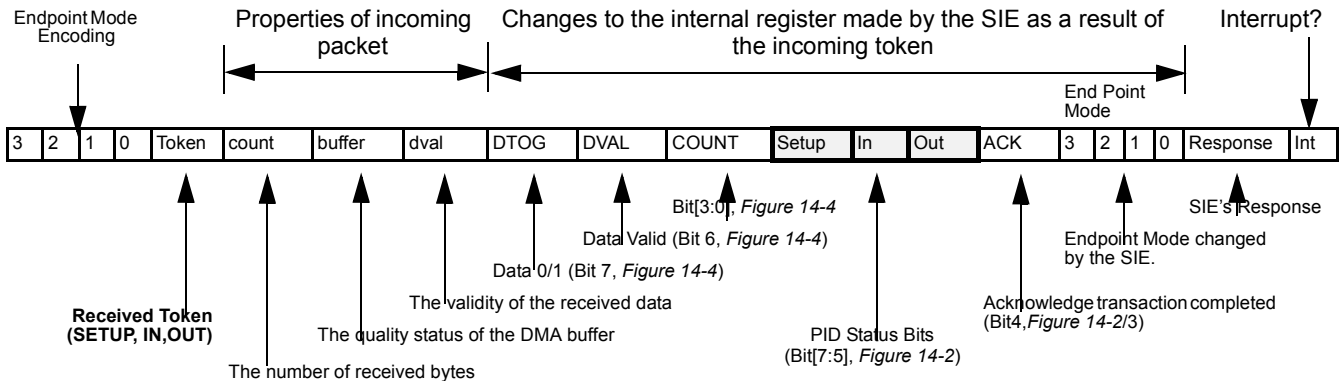 Endpoint Mode
Encoding
Properties of incoming
packet
Changes to the internal register made by the SIE as a result of
the incoming token
Interrupt?
End Point
Mode
3 2 1 0 Token count buffer dval DTOG DVAL COUNT Setup In Out ACK 3 2 1 0 Response Int
Bit[3:0], Figure 14-4
SIE's Response
Data Valid (Bit 6, Figure 14-4)
Endpoint Mode changed
by the SIE.
Data 0/1 (Bit 7, Figure 14-4)
The validity of the received data
Received Token
(SETUP, IN,OUT)
The quality status of the DMA buffer
PID Status Bits
(Bit[7:5], Figure 14-2)
Acknowledge transaction completed
(Bit4,Figure 14-2/3)
The number of received bytes